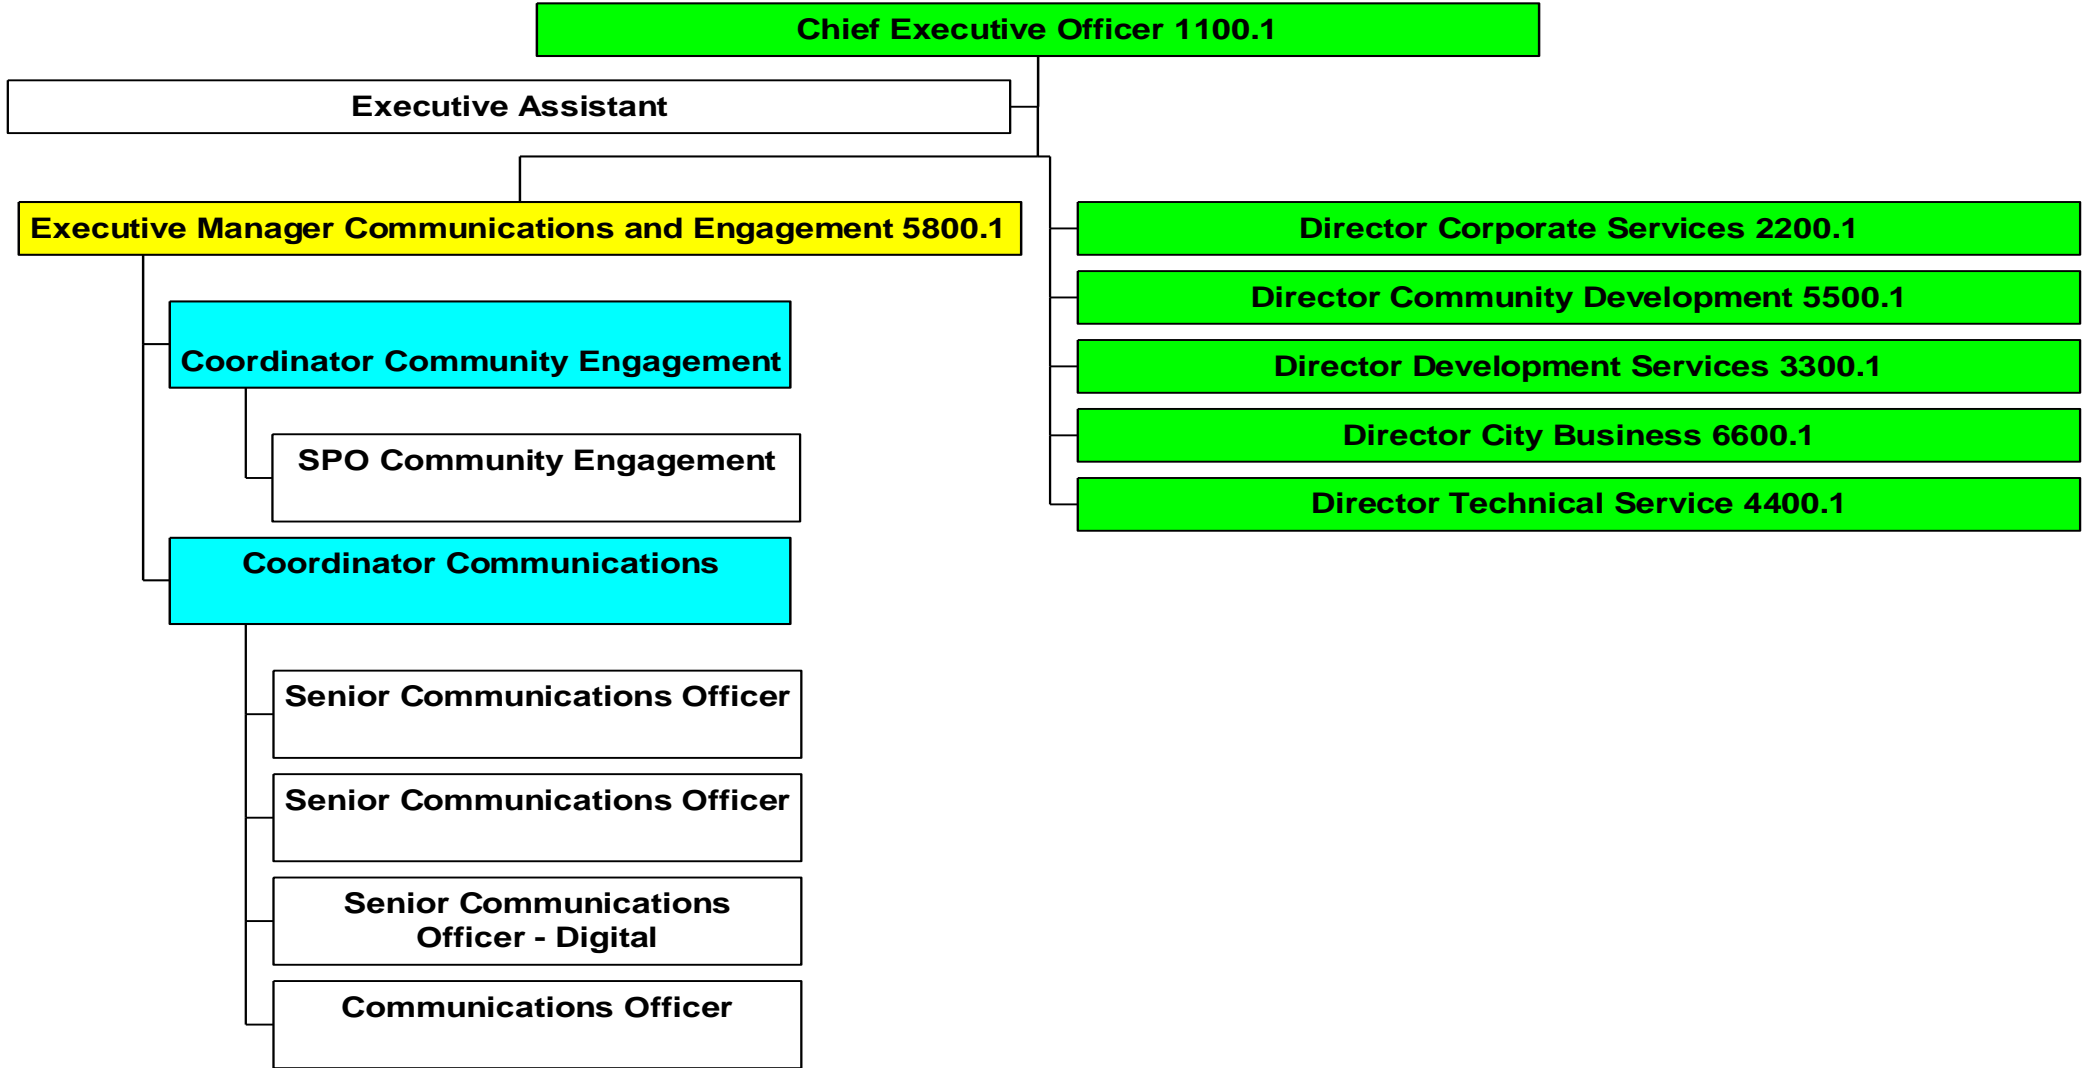 Chief Executive Officer 1100.1
Executive Assistant
Executive Manager Communications and Engagement 5800.1
Coordinator Community Engagement
SPO Community Engagement
Coordinator Communications
Senior Communications Officer
Senior Communications Officer
Senior Communications
Officer - Digital
Communications Officer
Director Corporate Services 2200.1
Director Community Development 5500.1
Director Development Services 3300.1
Director City Business 6600.1
Director Technical Service 4400.1